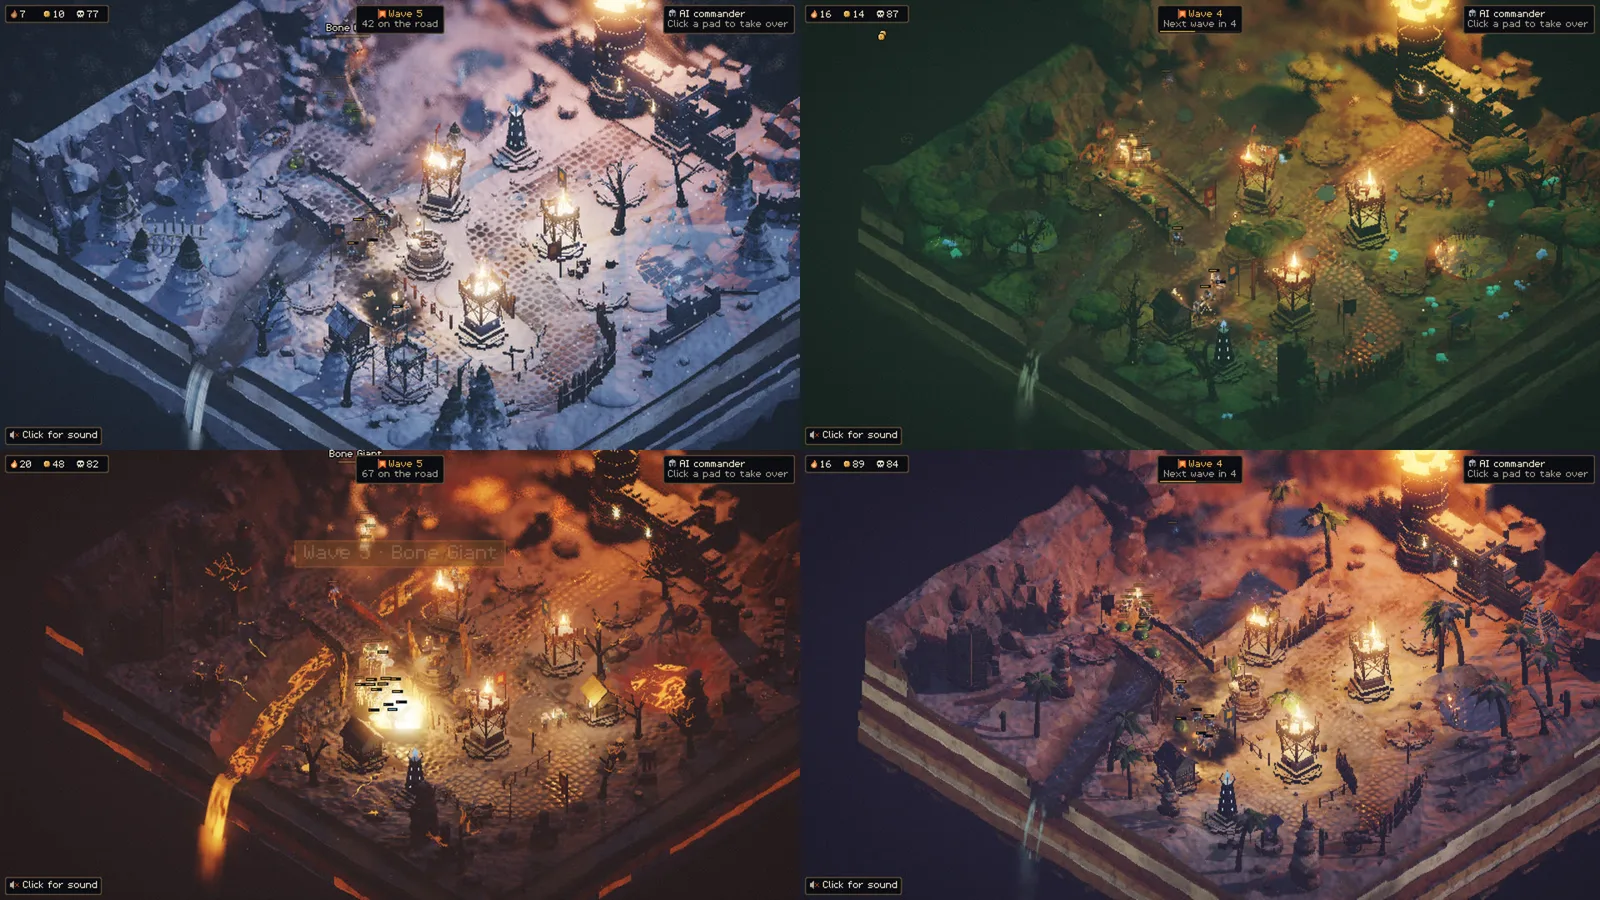 7 10 77
Bone
Wave 5
42 on the road
AI commander
Click a pad to take over
Click for sound
16 14 87
Wave 4
Next wave in 4
AI commander
Click a pad to take over
Click for sound
20 48 82
Bone Giant
Wave 5
67 on the road
AI commander
Click a pad to take over
Wave 5 · Bone Giant
Click for sound
16 89 84
Wave 4
Next wave in 4
AI commander
Click a pad to take over
Click for sound